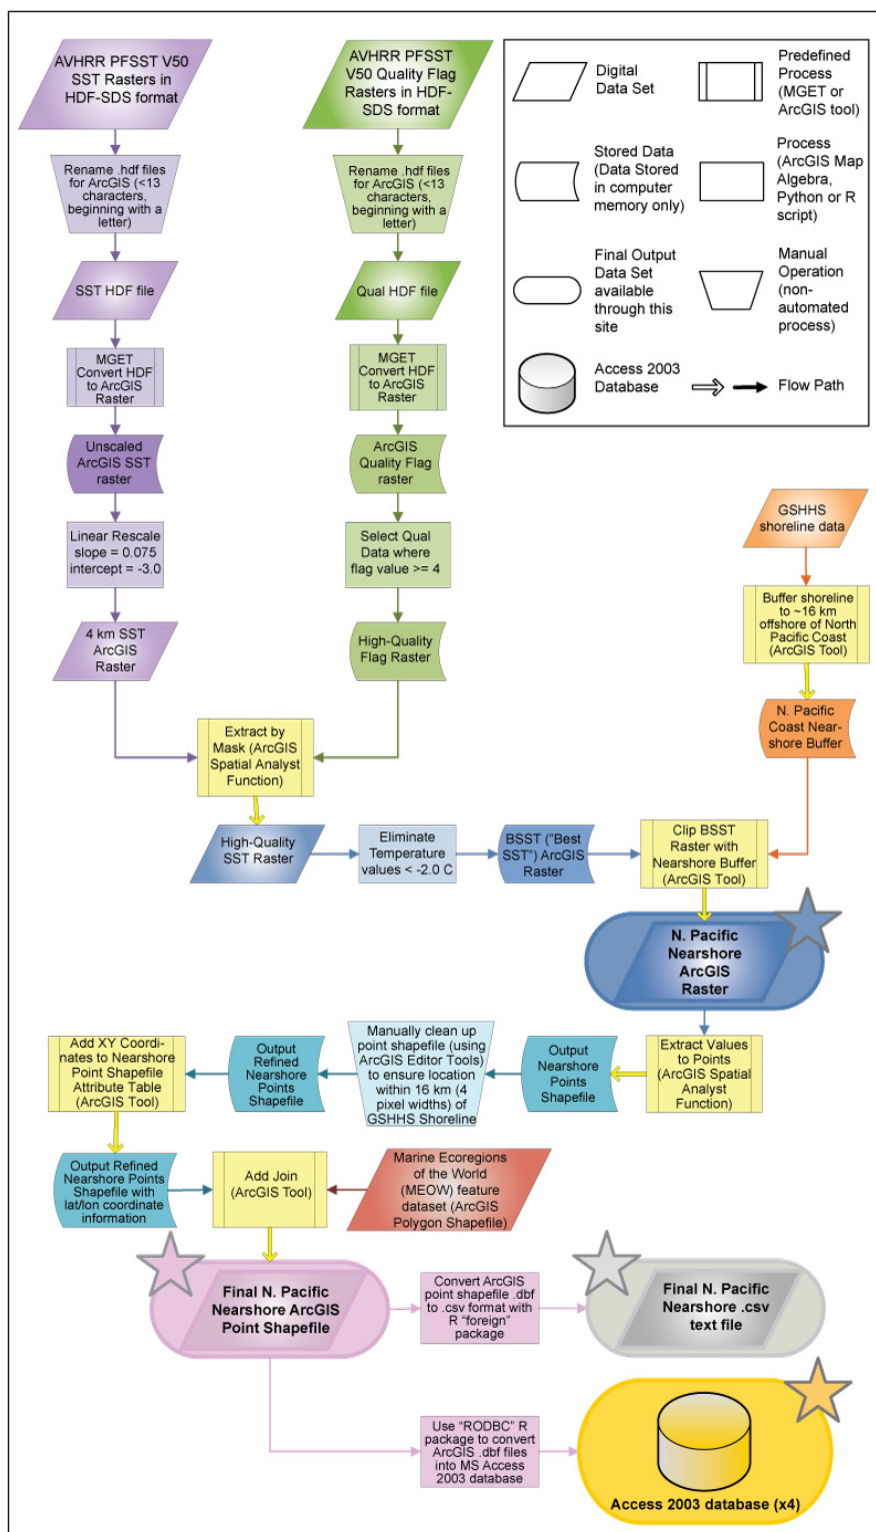 AVHRR PFSST V50
SST Rasters in
HDF-SDS format
AVHRR PFSST
V50 Quality Flag
Rasters in HDF-
SDS format
Digital
Data Set
Predefined
Process
(MGET or
ArcGIS tool)
Stored Data
(Data Stored
in computer
memory only)
Process
(ArcGIS Map
Algebra,
Python or R
script)
Final Output
Data Set
available
through this
site
Manual
Operation
(non-
automated
process)
Access 2003
Database
Flow Path
Rename .hdf files
for ArcGIS (<13
characters,
beginning with a
letter)
Rename .hdf files
for ArcGIS (<13
characters,
beginning with a
letter)
SST HDF file
Qual HDF file
MGET
Convert HDF
to ArcGIS
Raster
MGET
Convert HDF
to ArcGIS
Raster
Unscaled
ArcGIS SST
raster
ArcGIS
Quality Flag
raster
Linear Rescale
slope = 0.075
intercept = -3.0
Select Qual
Data where
flag value >= 4
GSHHS
shoreline data
Buffer shoreline
to ~16 km
offshore of North
Pacific Coast
(ArcGIS Tool)
4 km SST
ArcGIS
Raster
High-Quality
Flag Raster
N. Pacific
Coast Near-
shore Buffer
Extract by
Mask (ArcGIS
Spatial Analyst
Function)
High-Quality
SST Raster
Eliminate
Temperature
values < -2.0 C
BSST ("Best
SST") ArcGIS
Raster
Clip BSST
Raster with
Nearshore Buffer
(ArcGIS Tool)
N. Pacific
Nearshore
ArcGIS
Raster
Add XY Coordi-
nates to Nearshore
Point Shapefile
Attribute Table
(ArcGIS Tool)
Output
Refined
Nearshore
Points
Shapefile
Manually clean up
point shapefile (using
ArcGIS Editor Tools)
to ensure location
within 16 km (4
pixel widths) of
GSHHS Shoreline
Output
Nearshore
Points
Shapefile
Extract Values
to Points
(ArcGIS Spatial
Analyst
Function)
Output Refined
Nearshore Points
Shapefile with
lat/lon coordinate
information
Add Join
(ArcGIS Tool)
Marine Ecoregions
of the World
(MEOW) feature
dataset (ArcGIS
Polygon Shapefile)
Final N. Pacific
Nearshore ArcGIS
Point Shapefile
Convert ArcGIS
point shapefile .dbf
to .csv format with
R "foreign"
package
Final N. Pacific
Nearshore .csv
text file
Use "RODBC" R
package to convert
ArcGIS .dbf files
into MS Access
2003 database
Access 2003 database (x4)